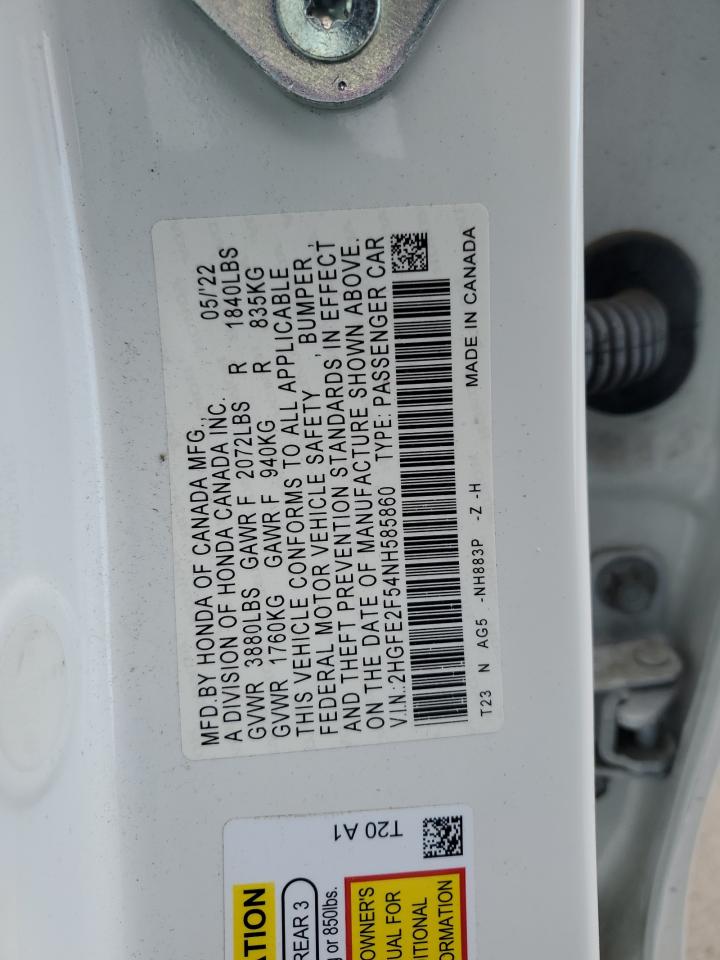 MFD.BY HONDA OF CANADA MFG., 05/'22
A DIVISION OF HONDA CANADA INC.
GVWR 3880LBS GAWR F 2072LBS R 1840LBS
GVWR 1760KG GAWR F 940KG R 835KG
THIS VEHICLE CONFORMS TO ALL APPLICABLE
FEDERAL MOTOR VEHICLE SAFETY , BUMPER ,
AND THEFT PREVENTION STANDARDS, IN EFFECT
ON THE DATE OF MANUFACTURE SHOWN ABOVE.
V.I.N.:2HGFE2F54NH585860 TYPE: PASSENGER CAR
T23 N AG5 -NH883P -Z -H MADE IN CANADA
T20 A1
ATION
REAR 3
or 850lbs.
OWNER'S
UAL FOR
ITIONAL
ORMATION